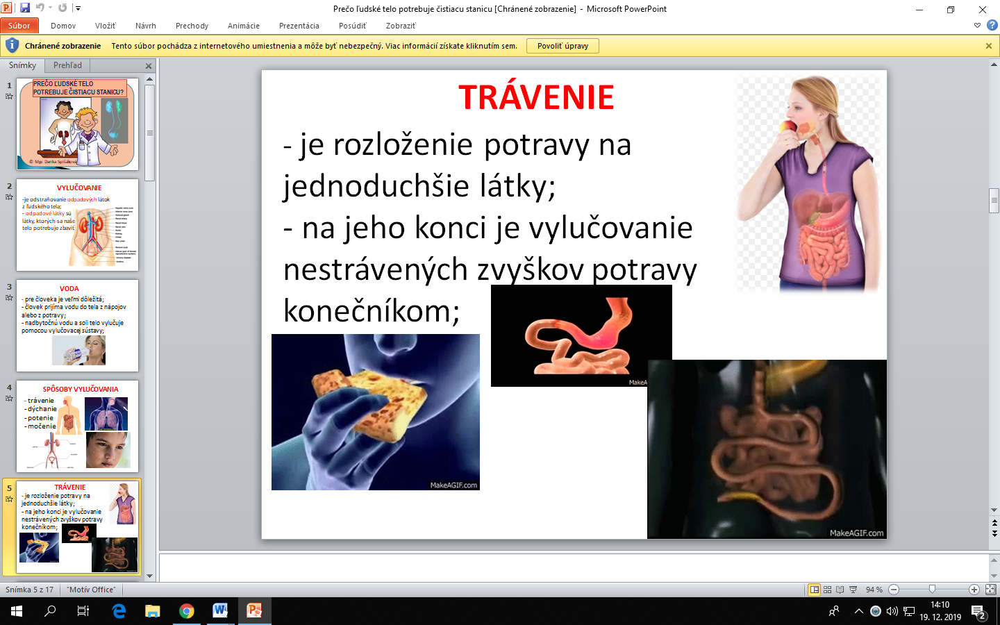 Prečo ľudské telo potrebuje čistiacu stanicu [Chránené zobrazenie] - Microsoft PowerPoint
Súbor Domov Vložiť Návrh Prechody Animácie Prezentácia Posúdiť Zobraziť
Chránené zobrazenie Tento súbor pochádza z internetového umiestnenia a môže byť nebezpečný. Viac informácií získate kliknutím sem. Povoliť úpravy
Snímky Prehľad
1
PREČO ĽUDSKÉ TELO
POTREBUJE ČISTIACU STANICU?
© Mgr. Danka Spišáková
2
VYLUČOVANIE
-je odstraňovanie odpadových látok
z ľudského tela;
- odpadové látky sú
látky, ktorých sa naše
telo potrebuje zbaviť;
3
VODA
- pre človeka je veľmi dôležitá;
- človek prijíma vodu do tela z nápojov
alebo z potravy;
- nadbytočnú vodu a soli telo vylučuje
pomocou vylučovacej sústavy;
4
SPÔSOBY VYLUČOVANIA
- trávenie
- dýchanie
- potenie
- močenie
5
TRÁVENIE
- je rozloženie potravy na
jednoduchšie látky;
- na jeho konci je vylučovanie
nestrávených zvyškov potravy
konečníkom;
TRÁVENIE
- je rozloženie potravy na
jednoduchšie látky;
- na jeho konci je vylučovanie
nestrávených zvyškov potravy
konečníkom;
MakeA
MakeAGIF.com
MakeAGIF.com
Snímka 5 z 17 "Motív Office" 94 %
14:10
19. 12. 2019
2